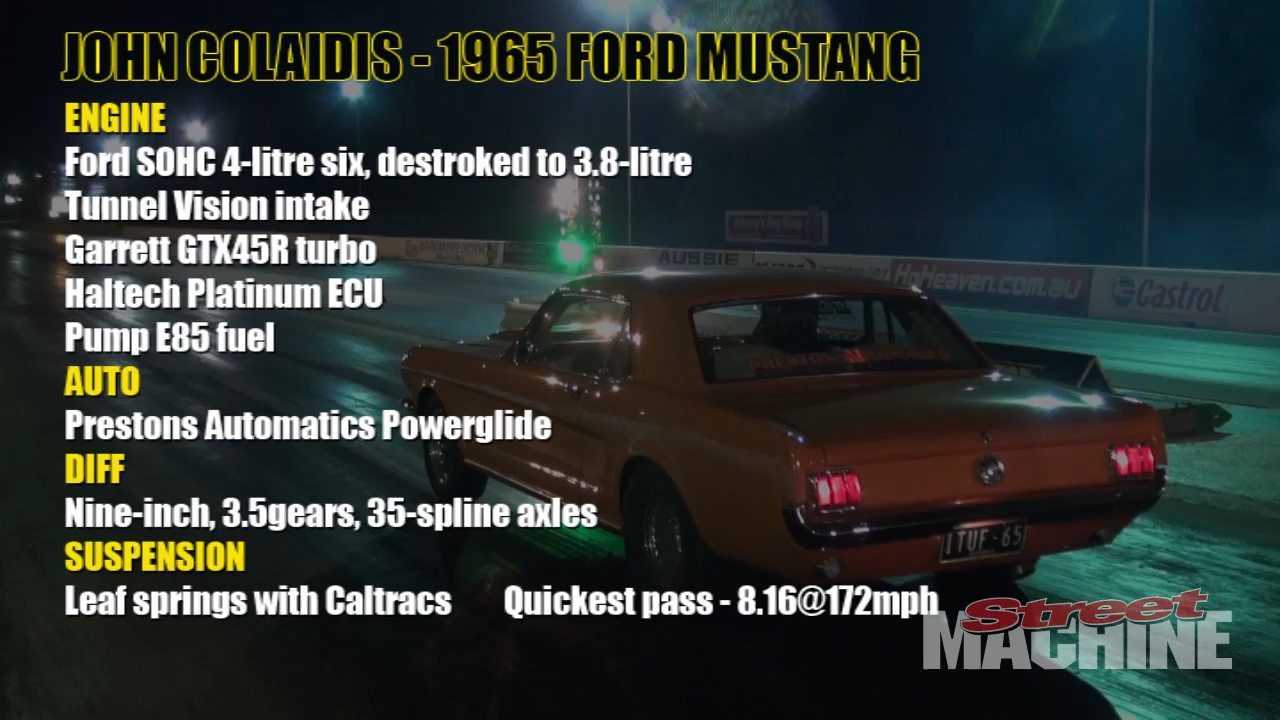 JOHN COLAIDIS - 1965 FORD MUSTANG
ENGINE
Ford SOHC 4-litre six, destroked to 3.8-litre
Tunnel Vision intake
Garrett GTX45R turbo
Haltech Platinum ECU
Pump E85 fuel
AUTO
Prestons Automatics Powerglide
DIFF
Nine-inch, 3.5gears, 35-spline axles
SUSPENSION
Leaf springs with Caltracs
Quickest pass - 8.16@172mph
AUSSIE
HpHeaven.com.au
Castrol
ITUF-65
Street
MACHINE